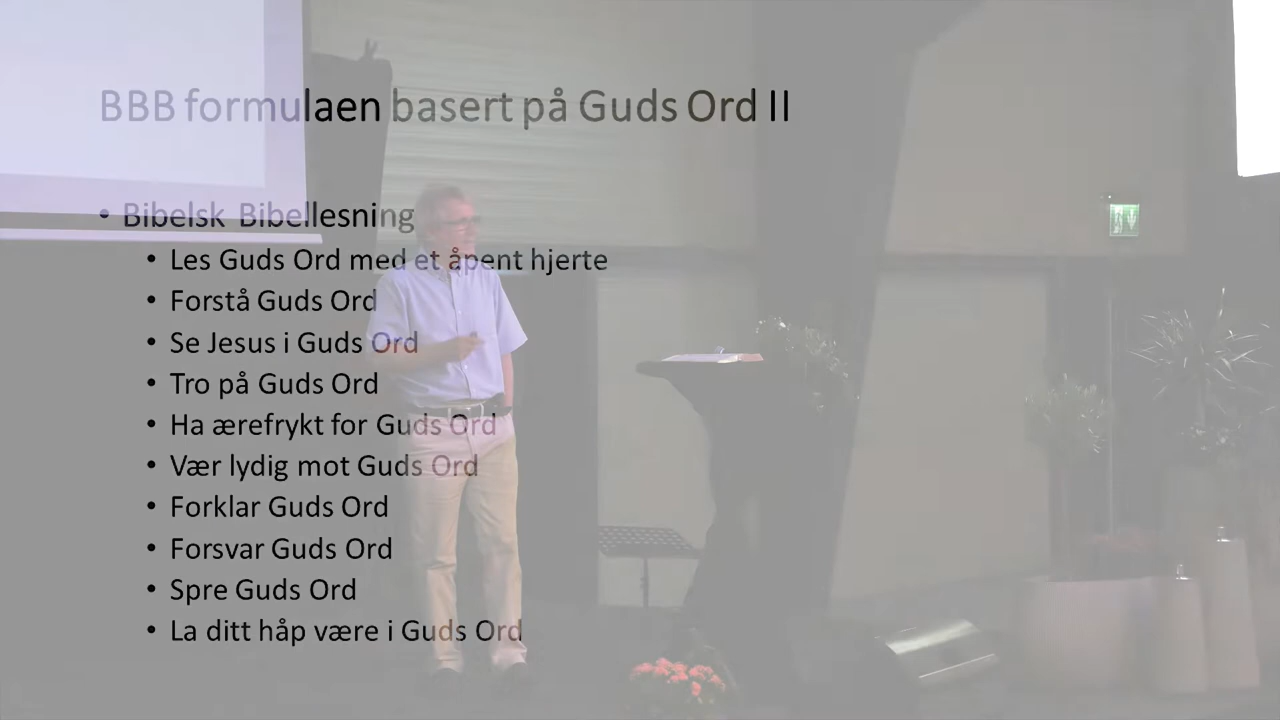 BBB formulaen basert på Guds Ord II
• Bibelsk Bibellesning
• Les Guds Ord med et åpent hjerte
• Forstå Guds Ord
• Se Jesus i Guds Ord
• Tro på Guds Ord
• Ha ærefrykt for Guds Ord
• Vær lydig mot Guds Ord
• Forklar Guds Ord
• Forsvar Guds Ord
• Spre Guds Ord
• La ditt håp være i Guds Ord